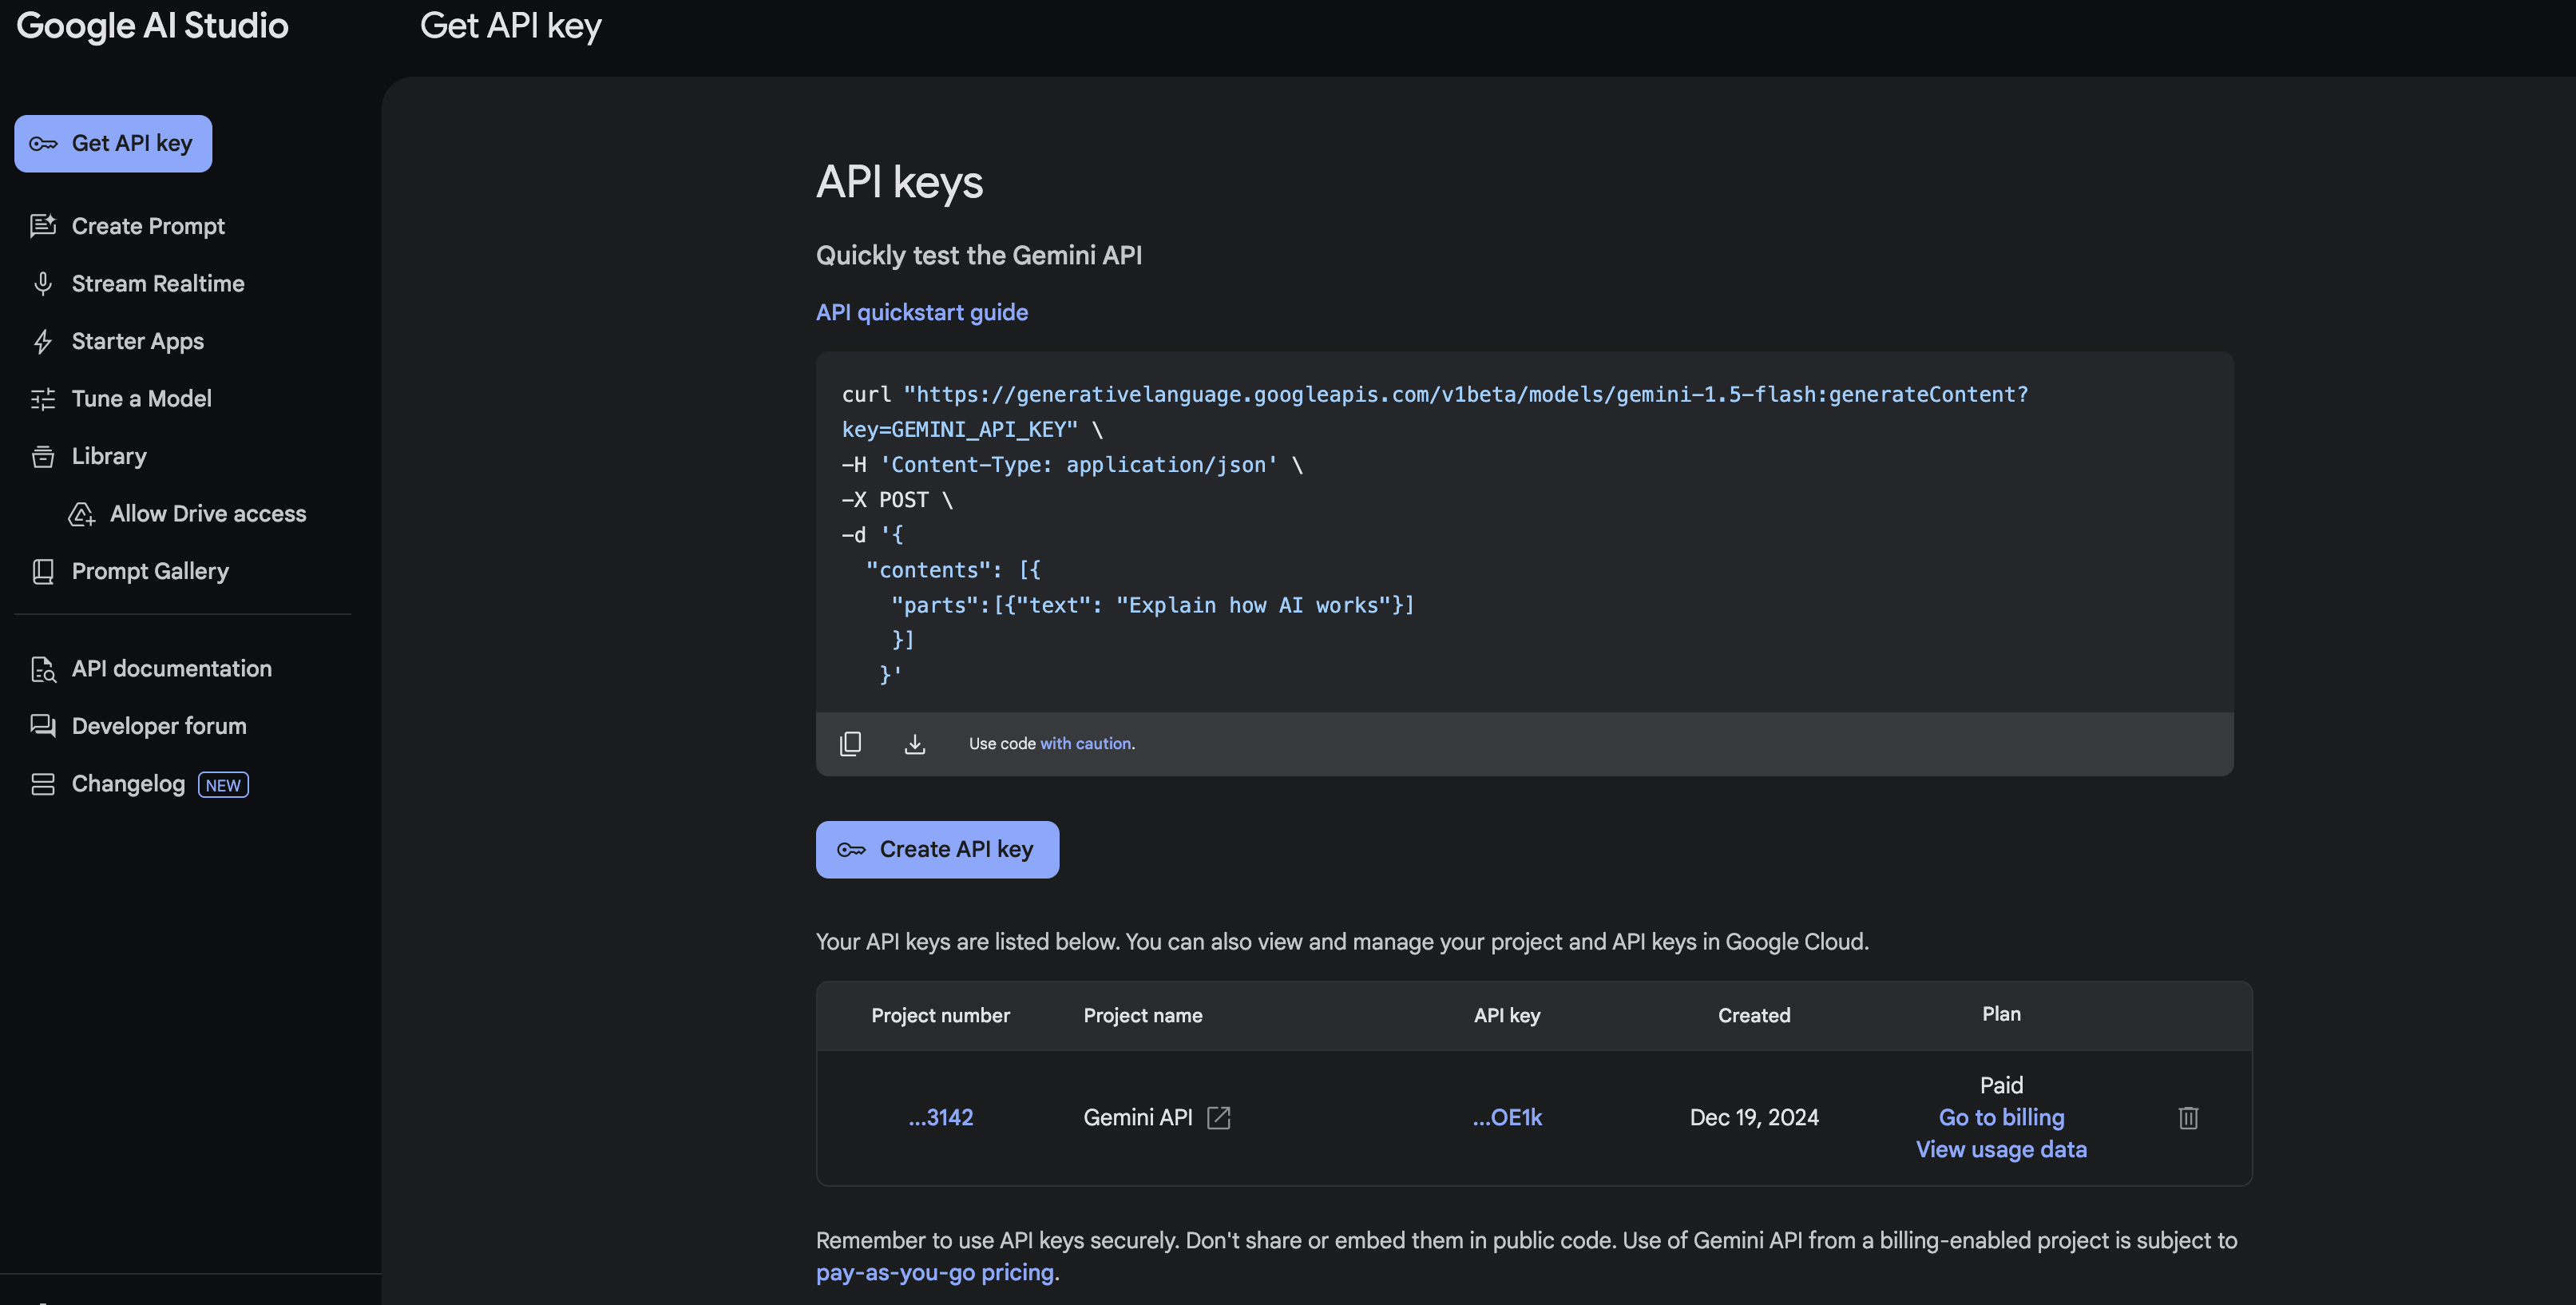 Google AI Studio
Get API key
Get API key
Create Prompt
Stream Realtime
Starter Apps
Tune a Model
Library
Allow Drive access
Prompt Gallery
API documentation
Developer forum
Changelog NEW
API keys
Quickly test the Gemini API
API quickstart guide
curl "https://generativelanguage.googleapis.com/v1beta/models/gemini-1.5-flash:generateContent?
key=GEMINI_API_KEY" \
-H 'Content-Type: application/json' \
-X POST \
-d '{
"contents": [{
"parts":[{"text": "Explain how AI works"}]
}]
}'
Use code with caution.
Create API key
Your API keys are listed below. You can also view and manage your project and API keys in Google Cloud.
Project number Project name API key Created Plan
...3142 Gemini API ...OE1k Dec 19, 2024 Paid
Go to billing
View usage data
Remember to use API keys securely. Don't share or embed them in public code. Use of Gemini API from a billing-enabled project is subject to
pay-as-you-go pricing.